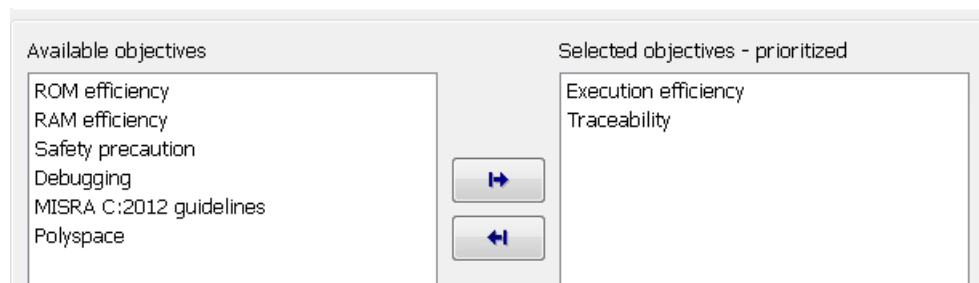 Available objectives
ROM efficiency
RAM efficiency
Safety precaution
Debugging
MISRA C:2012 guidelines
Polyspace
Selected objectives - prioritized
Execution efficiency
Traceability